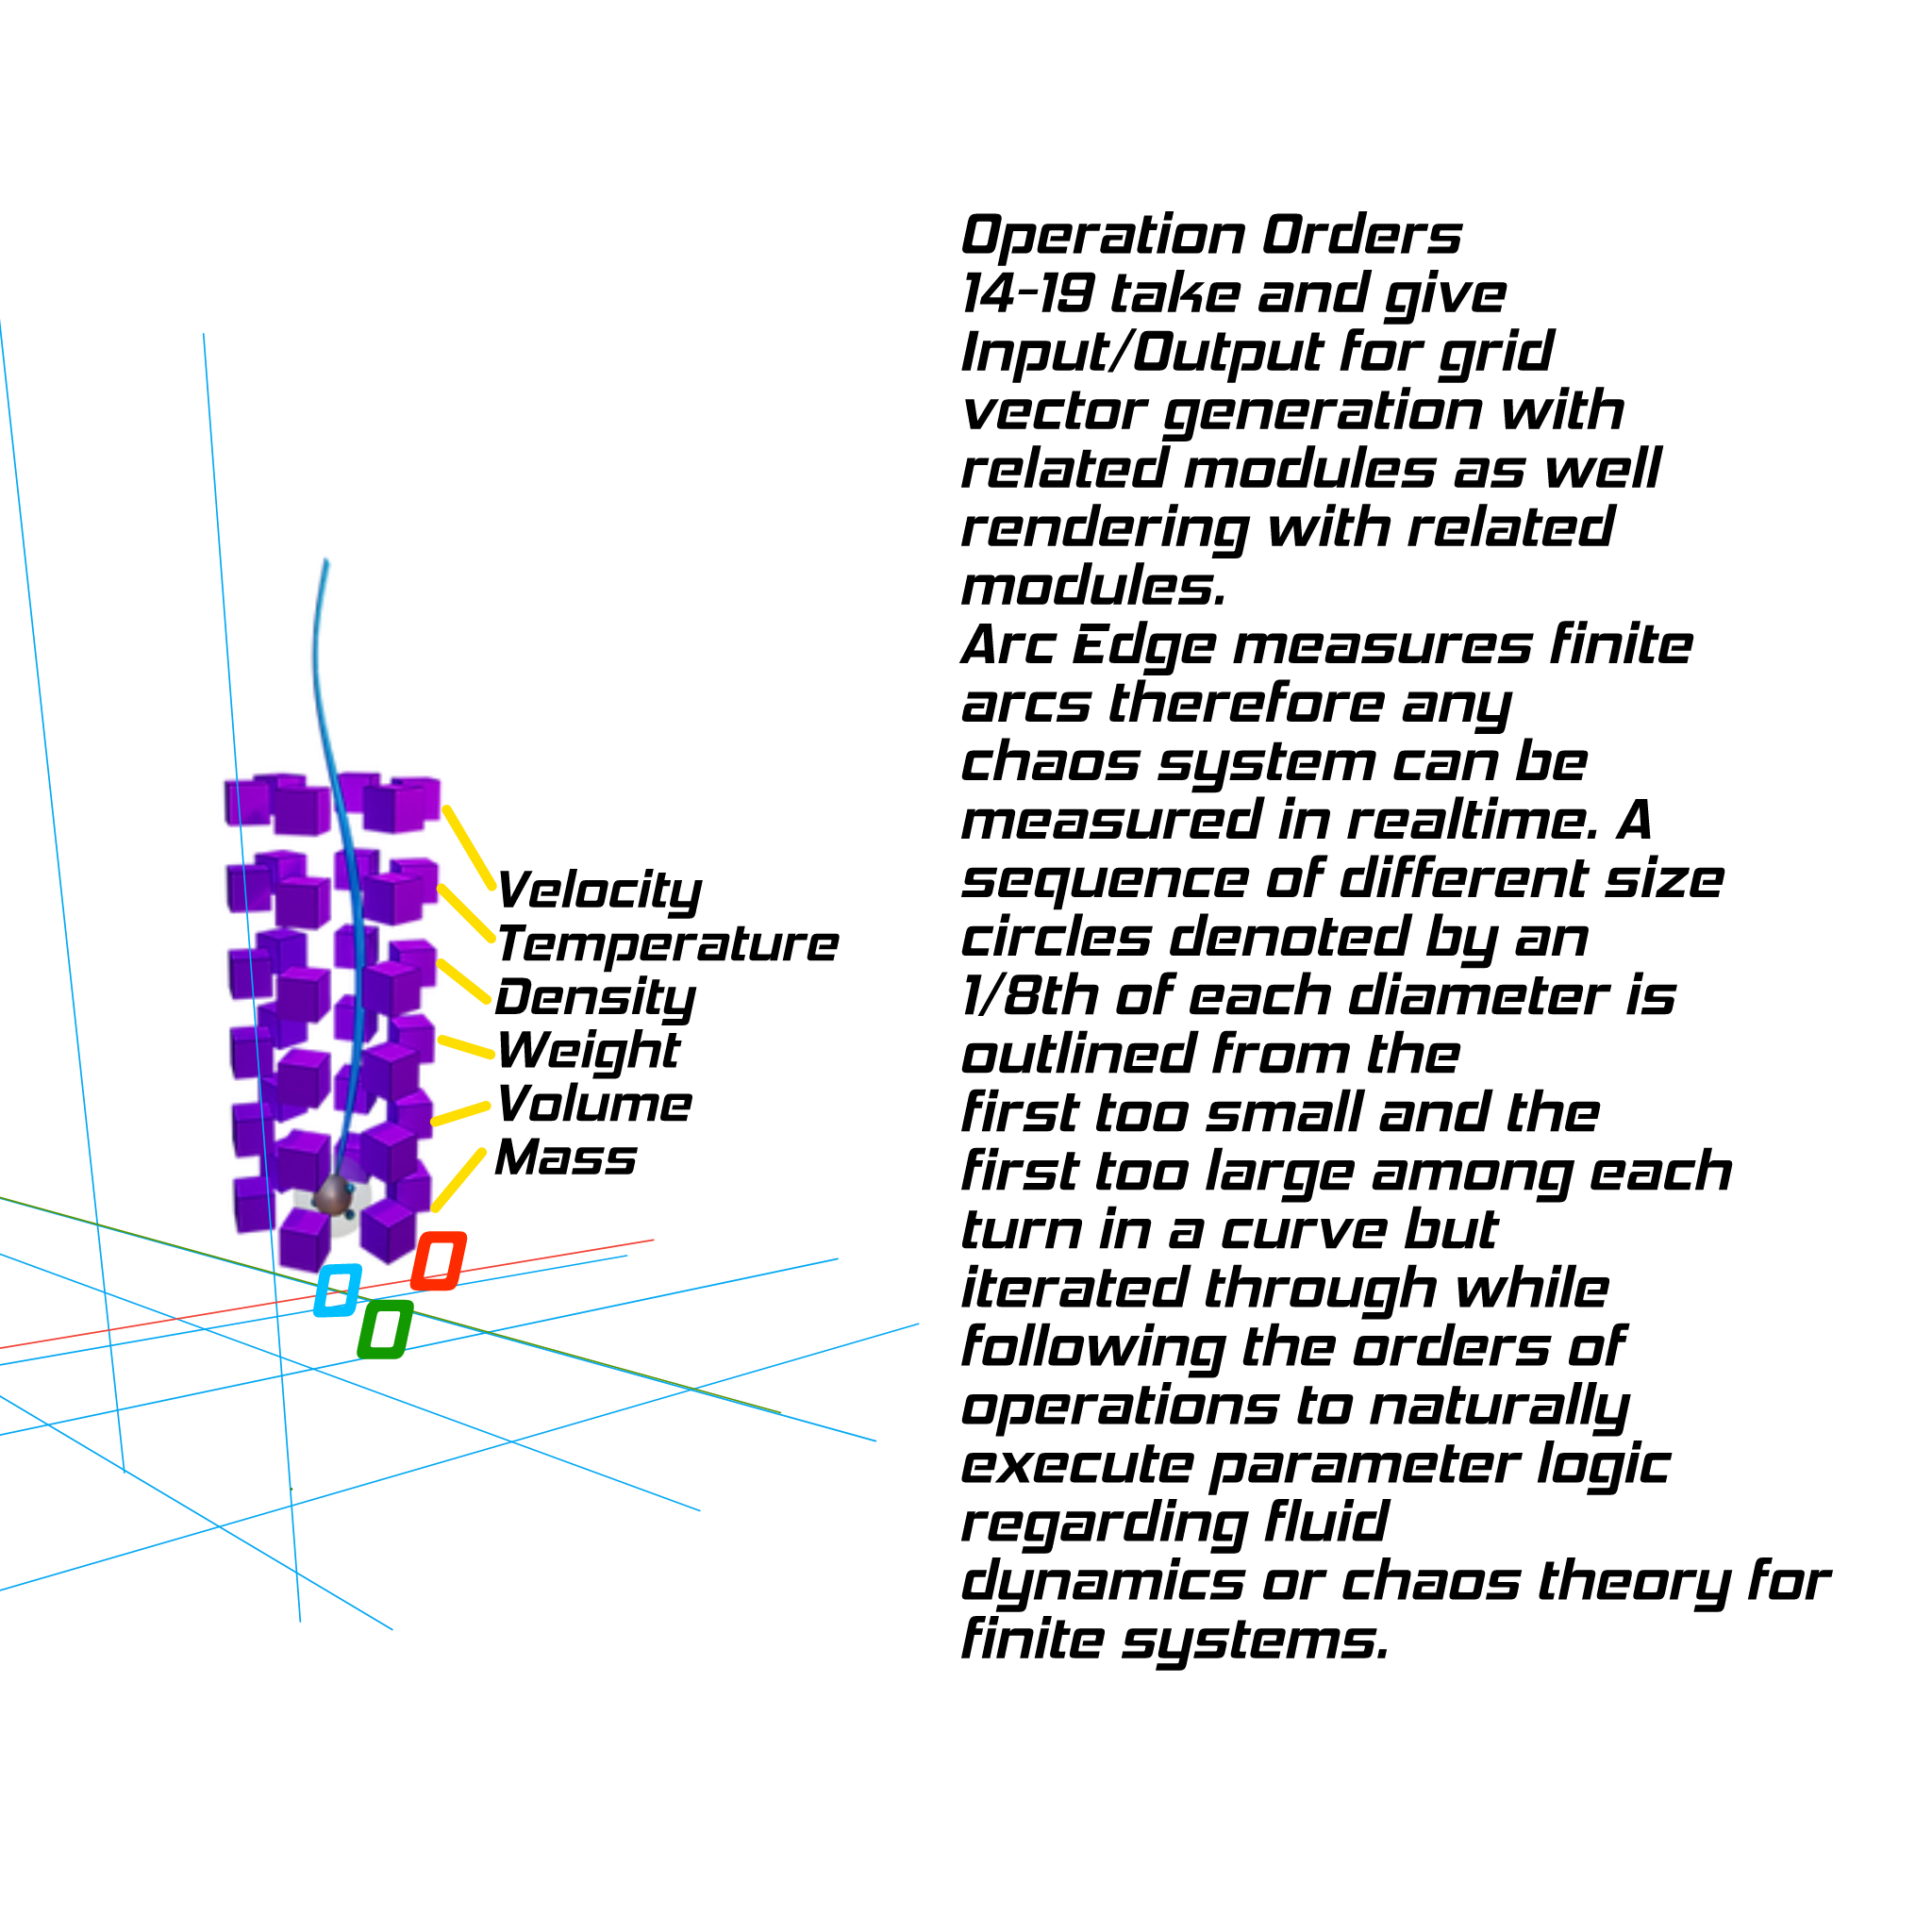 Operation Orders
14-19 take and give
Input/Output for grid
vector generation with
related modules as well
rendering with related
modules.
Arc Edge measures finite
arcs therefore any
chaos system can be
measured in realtime. A
sequence of different size
circles denoted by an
1/8th of each diameter is
outlined from the
first too small and the
first too large among each
turn in a curve but
iterated through while
following the orders of
operations to naturally
execute parameter logic
regarding fluid
dynamics or chaos theory for
finite systems.
Velocity
Temperature
Density
Weight
Volume
Mass
0
0
0